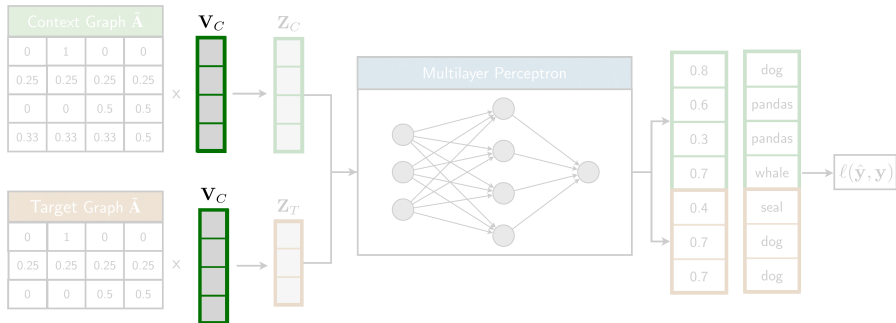 Context Graph Ã
0 1 0 0
0.25 0.25 0.25 0.25
0 0 0.5 0.5
0.33 0.33 0.33 0.5
×
V_C
Z_C
Target Graph Ã
0 1 0 0
0.25 0.25 0.25 0.25
0 0 0.5 0.5
×
V_C
Z_T
Multilayer Perceptron
0.8 dog
0.6 pandas
0.3 pandas
0.7 whale
0.4 seal
0.7 dog
0.7 dog
ℓ(ŷ, y)